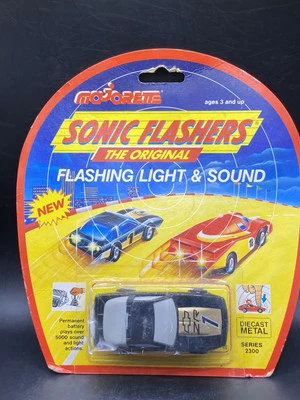 majorette
ages 3 and up
SONIC FLASHERS
THE ORIGINAL
FLASHING LIGHT & SOUND
NEW
Permanent
battery
plays over
5000 sound
and light
actions.
DIECAST
METAL
SERIES
2300